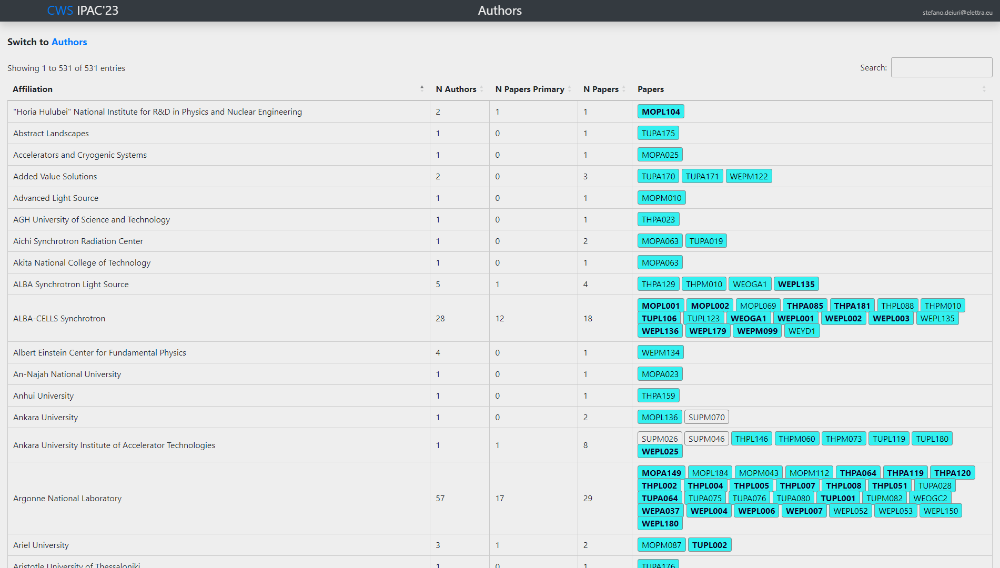 CWS IPAC'23 Authors stefano.deiuri@elettra.eu
Switch to Authors
Showing 1 to 531 of 531 entries Search:
Affiliation N Authors N Papers Primary N Papers Papers
"Horia Hulubei" National Institute for R&D in Physics and Nuclear Engineering 2 1 1 MOPL104
Abstract Landscapes 1 0 1 TUPA175
Accelerators and Cryogenic Systems 1 0 1 MOPA025
Added Value Solutions 2 0 3 TUPA170 TUPA171 WEPM122
Advanced Light Source 1 0 1 MOPM010
AGH University of Science and Technology 1 0 1 THPA023
Aichi Synchrotron Radiation Center 1 0 2 MOPA063 TUPA019
Akita National College of Technology 1 0 1 MOPA063
ALBA Synchrotron Light Source 5 1 4 THPA129 THPM010 WEOGA1 WEPL135
ALBA-CELLS Synchrotron 28 12 18 MOPL001 MOPL002 MOPL069 THPA085 THPA181 THPL088 THPM010
TUPL106 TUPL123 WEOGA1 WEPL001 WEPL002 WEPL003 WEPL135
WEPL136 WEPL179 WEPM099 WEYD1
Albert Einstein Center for Fundamental Physics 4 0 1 WEPM134
An-Najah National University 1 0 1 MOPA023
Anhui University 1 0 1 THPA159
Ankara University 1 0 2 MOPL136 SUPM070
Ankara University Institute of Accelerator Technologies 1 1 8 SUPM026 SUPM046 THPL146 THPM060 THPM073 TUPL119 TUPL180
WEPL025
Argonne National Laboratory 57 17 29 MOPA149 MOPL184 MOPM043 MOPM112 THPA064 THPA119 THPA120
THPL002 THPL004 THPL005 THPL007 THPL008 THPL051 TUPA028
TUPA064 TUPA075 TUPA076 TUPA080 TUPL001 TUPM082 WEOGC2
WEPA037 WEPL004 WEPL006 WEPL007 WEPL052 WEPL053 WEPL150
WEPL180
Ariel University 3 1 2 MOPM087 TUPL002
Aristotle University of Thessaloniki 1 0 1 TUPA176